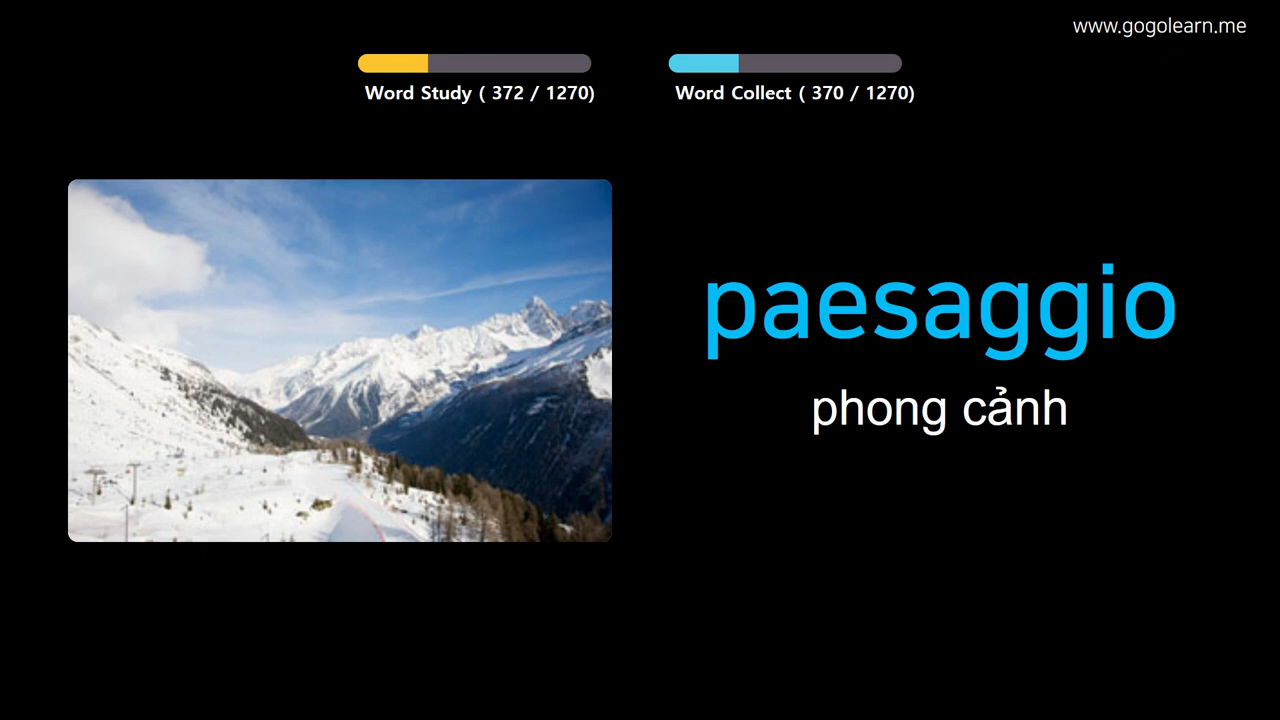 www.gogolearn.me
Word Study ( 372 / 1270)
Word Collect ( 370 / 1270)
paesaggio
phong cảnh